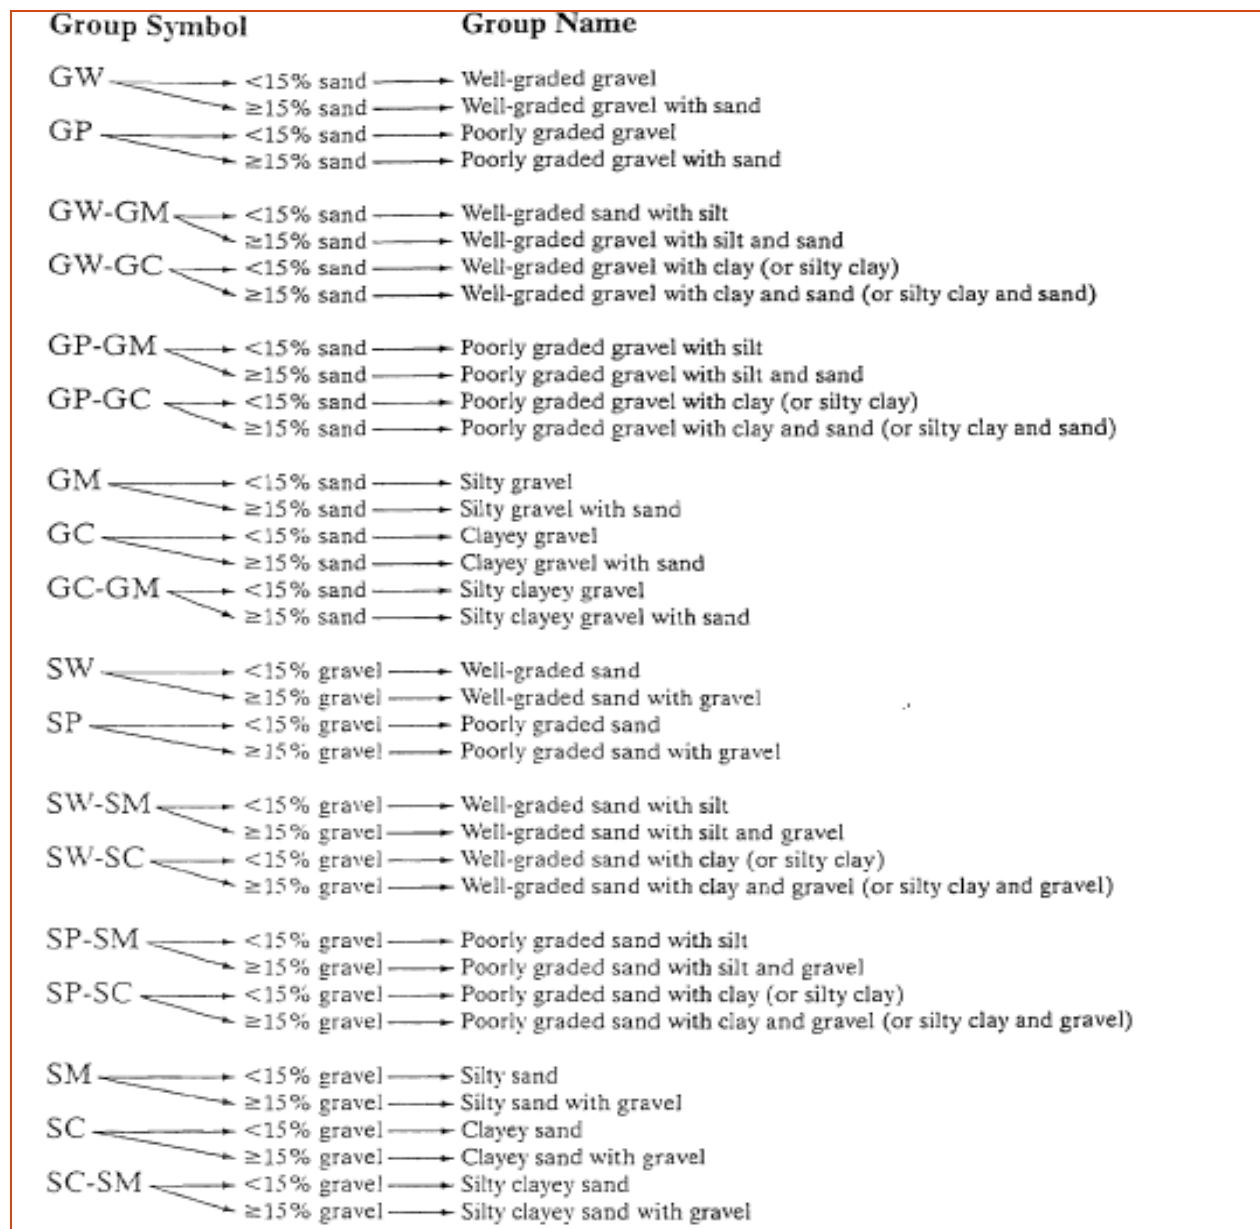 Group Symbol Group Name
GW <15% sand Well-graded gravel
≥15% sand Well-graded gravel with sand
GP <15% sand Poorly graded gravel
≥15% sand Poorly graded gravel with sand
GW-GM <15% sand Well-graded sand with silt
≥15% sand Well-graded gravel with silt and sand
GW-GC <15% sand Well-graded gravel with clay (or silty clay)
≥15% sand Well-graded gravel with clay and sand (or silty clay and sand)
GP-GM <15% sand Poorly graded gravel with silt
≥15% sand Poorly graded gravel with silt and sand
GP-GC <15% sand Poorly graded gravel with clay (or silty clay)
≥15% sand Poorly graded gravel with clay and sand (or silty clay and sand)
GM <15% sand Silty gravel
≥15% sand Silty gravel with sand
GC <15% sand Clayey gravel
≥15% sand Clayey gravel with sand
GC-GM <15% sand Silty clayey gravel
≥15% sand Silty clayey gravel with sand
SW <15% gravel Well-graded sand
≥15% gravel Well-graded sand with gravel
SP <15% gravel Poorly graded sand
≥15% gravel Poorly graded sand with gravel
SW-SM <15% gravel Well-graded sand with silt
≥15% gravel Well-graded sand with silt and gravel
SW-SC <15% gravel Well-graded sand with clay (or silty clay)
≥15% gravel Well-graded sand with clay and gravel (or silty clay and gravel)
SP-SM <15% gravel Poorly graded sand with silt
≥15% gravel Poorly graded sand with silt and gravel
SP-SC <15% gravel Poorly graded sand with clay (or silty clay)
≥15% gravel Poorly graded sand with clay and gravel (or silty clay and gravel)
SM <15% gravel Silty sand
≥15% gravel Silty sand with gravel
SC <15% gravel Clayey sand
≥15% gravel Clayey sand with gravel
SC-SM <15% gravel Silty clayey sand
≥15% gravel Silty clayey sand with gravel